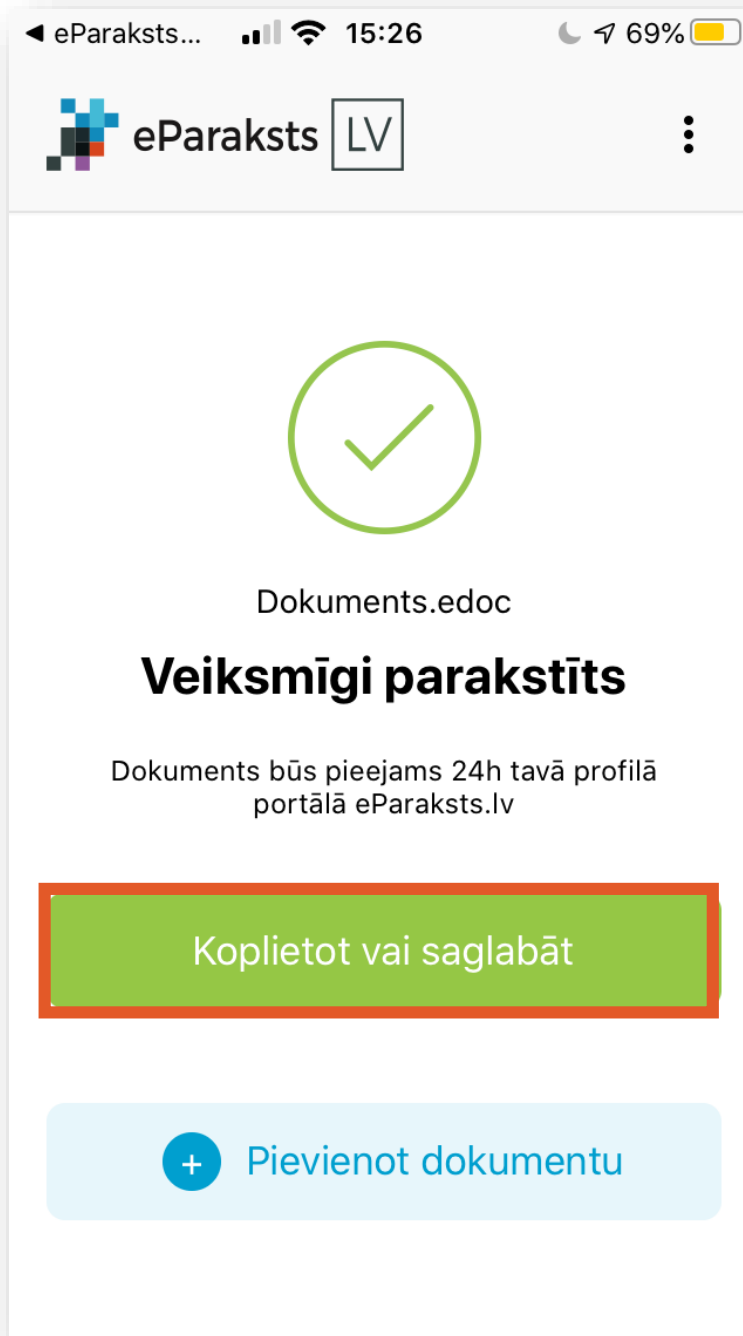 ◀ eParaksts... 15:26 69%
eParaksts LV
Dokuments.edoc
Veiksmīgi parakstīts
Dokuments būs pieejams 24h tavā profilā
portālā eParaksts.lv
Koplietot vai saglabāt
+ Pievienot dokumentu